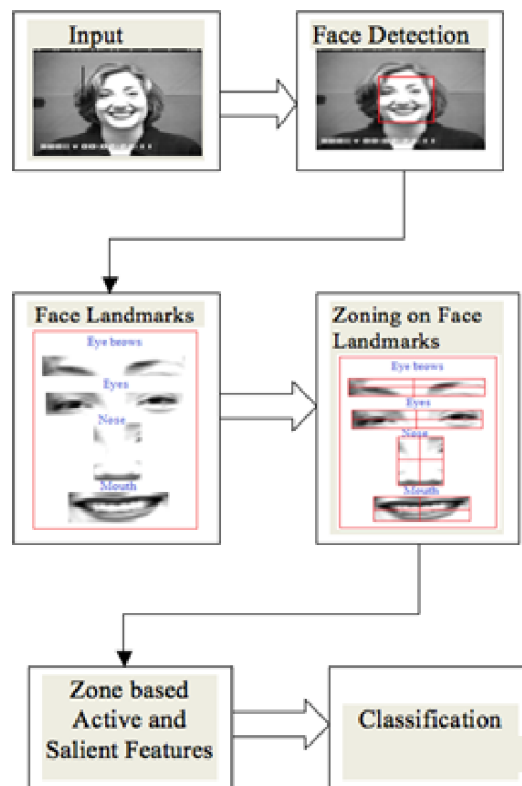 Input
Face Detection
Face Landmarks
Eye brows
Eyes
Nose
Mouth
Zoning on Face
Landmarks
Eye brows
Eyes
Nose
Mouth
Zone based
Active and
Salient Features
Classification